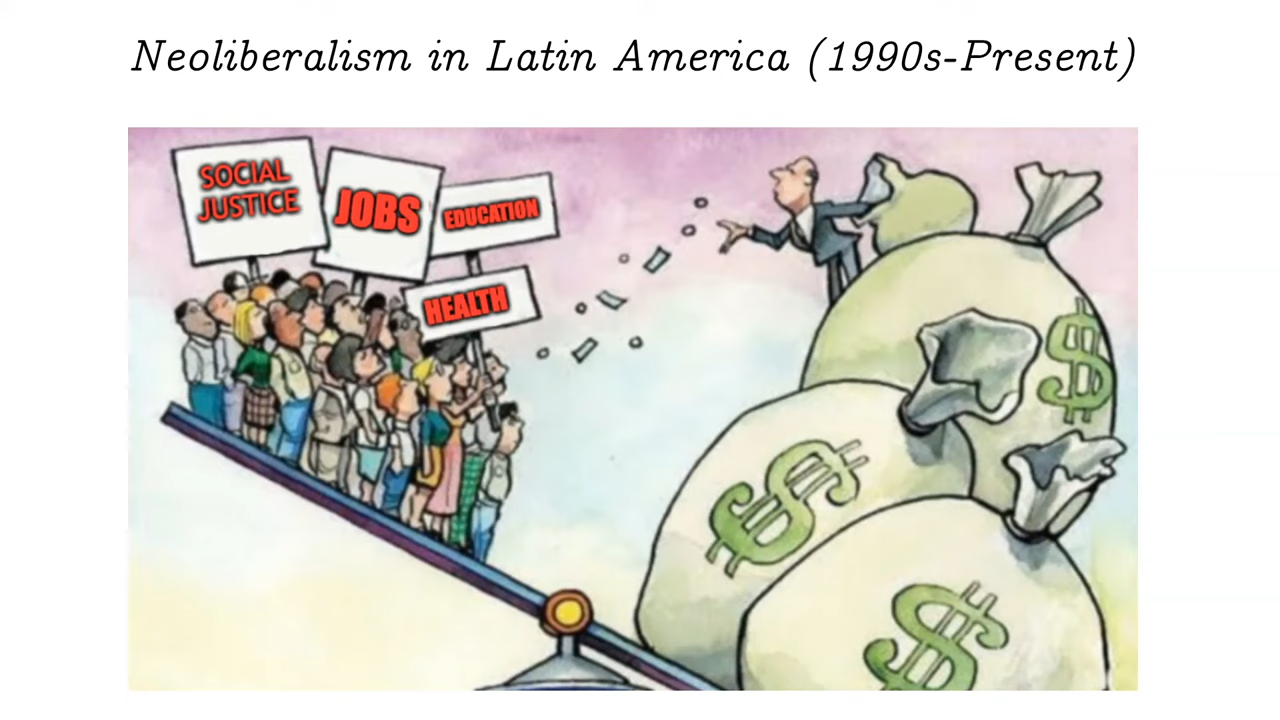 Neoliberalism in Latin America (1990s-Present)
SOCIAL
JUSTICE
JOBS
EDUCATION
HEALTH
$
$
$